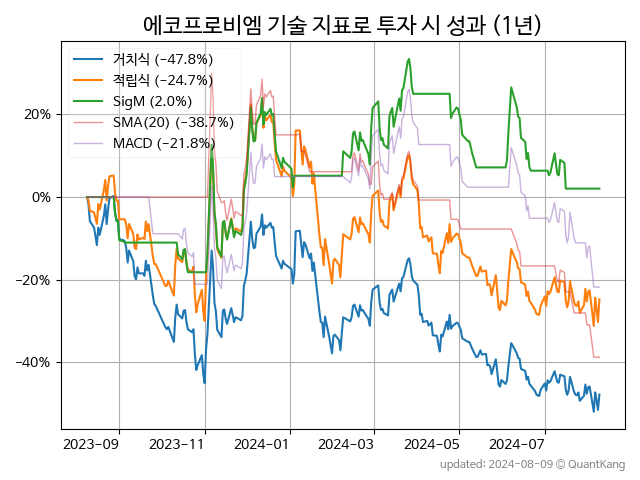 에코프로비엠 기술 지표로 투자 시 성과 (1년)
거치식 (−47.8%)
적립식 (−24.7%)
SigM (2.0%)
SMA(20) (−38.7%)
MACD (−21.8%)
20%
0%
−20%
−40%
2023-09 2023-11 2024-01 2024-03 2024-05 2024-07
updated: 2024-08-09 © QuantKang